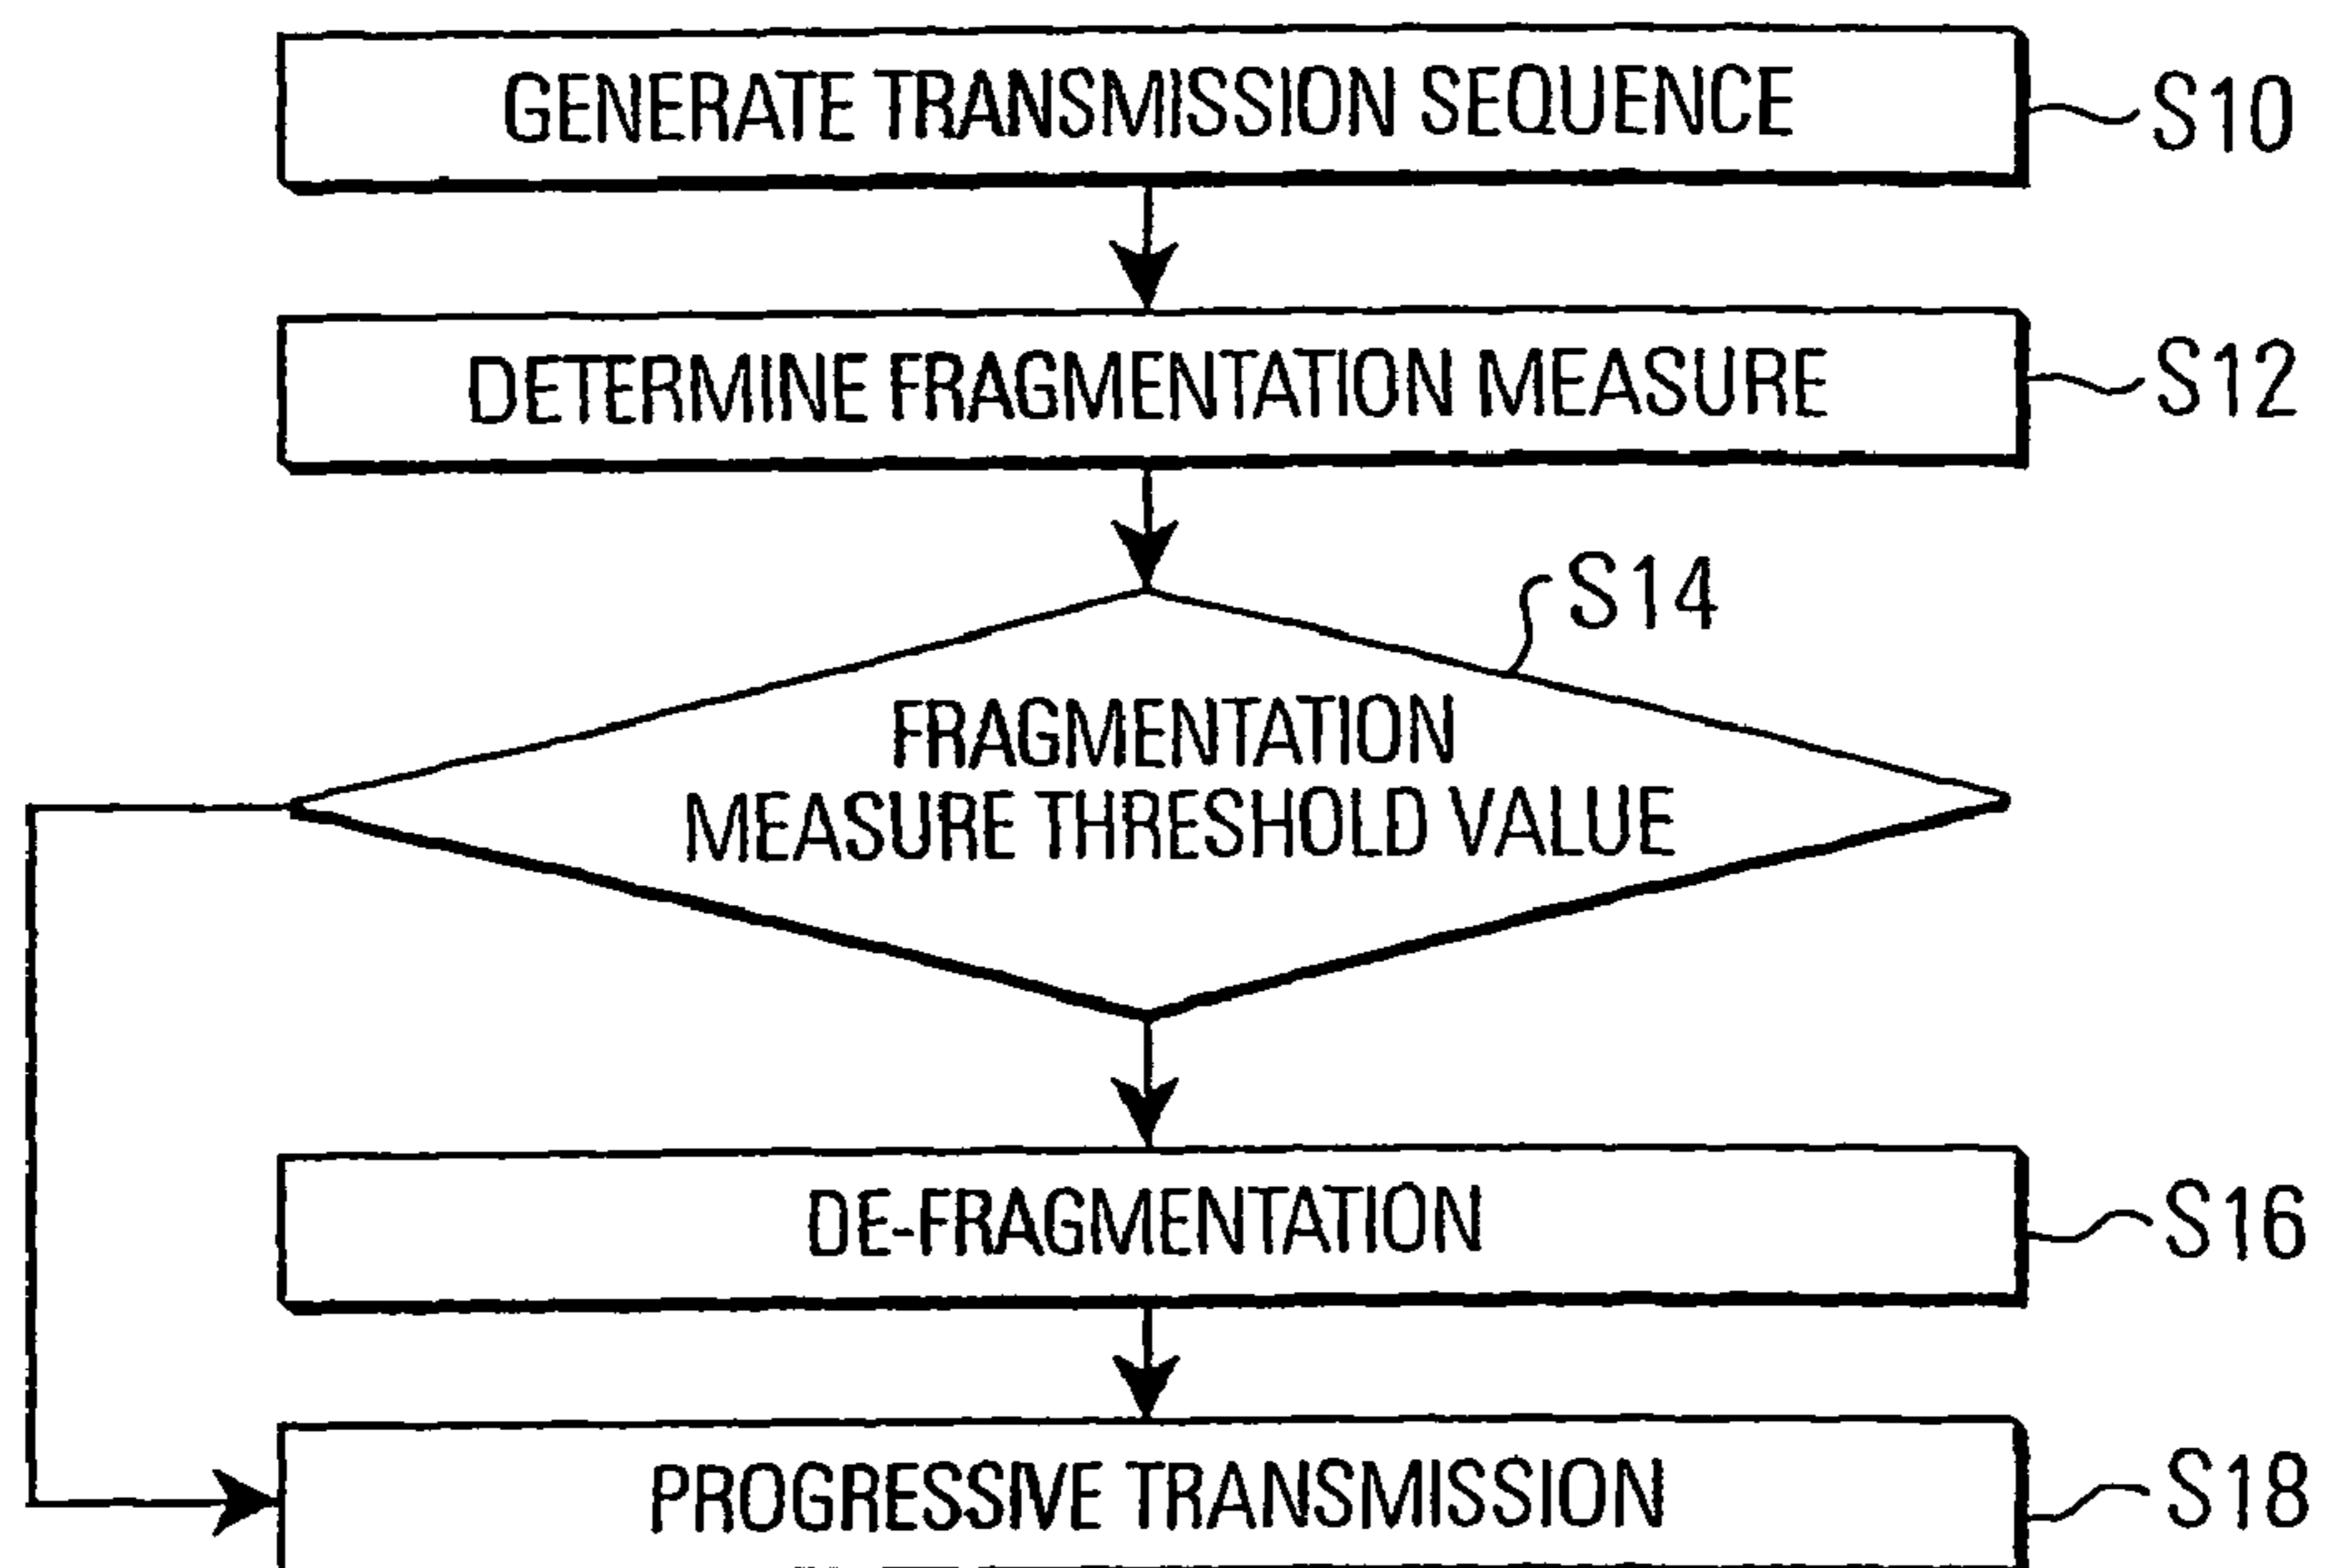 GENERATE TRANSMISSION SEQUENCE
S10
DETERMINE FRAGMENTATION MEASURE
S12
S14
FRAGMENTATION
MEASURE THRESHOLD VALUE
DE-FRAGMENTATION
S16
PROGRESSIVE TRANSMISSION
S18